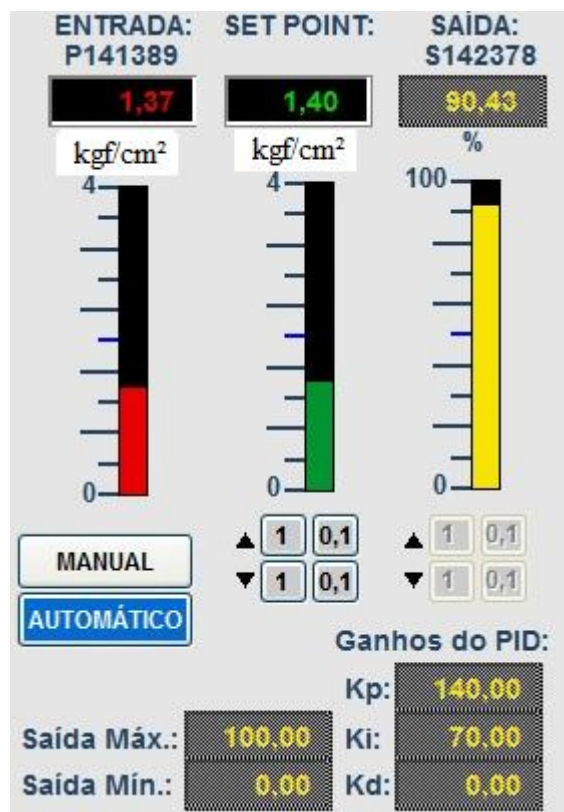 ENTRADA: SET POINT: SAÍDA:
P141389 S142378
1,37 1,40 90,43
kgf/cm² kgf/cm² %
4 4 100
0 0 0
▲ 1 0,1 ▲ 1 0,1
MANUAL
▼ 1 0,1 ▼ 1 0,1
AUTOMÁTICO
Ganhos do PID:
Kp: 140,00
Saída Máx.: 100,00 Ki: 70,00
Saída Mín.: 0,00 Kd: 0,00